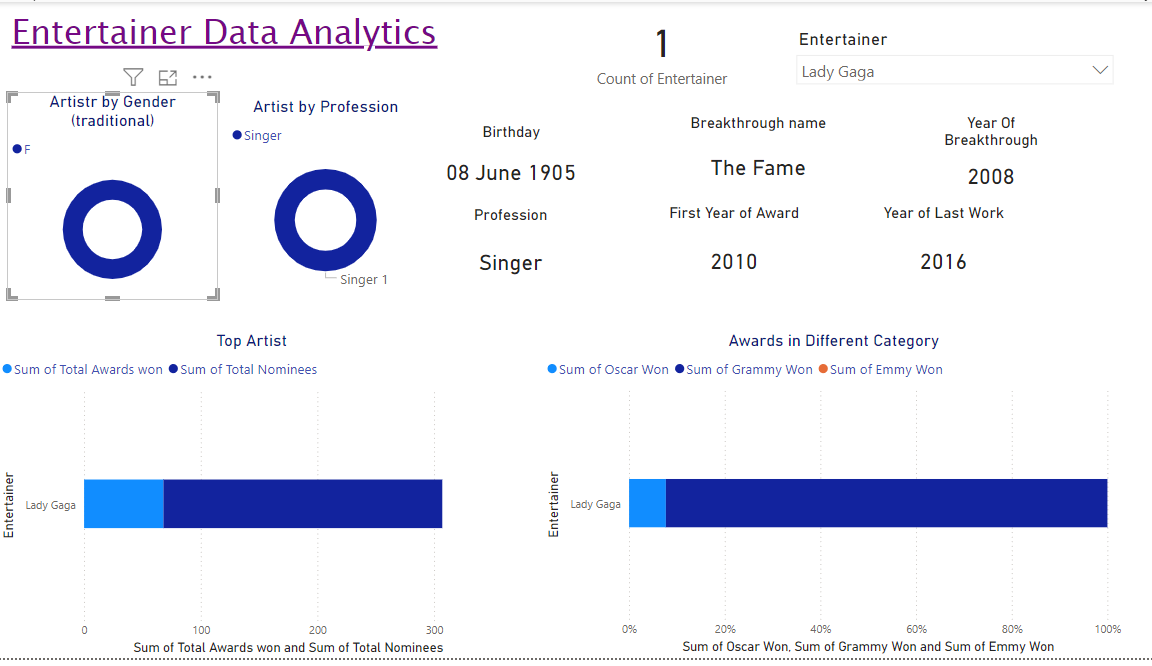 Entertainer Data Analytics
1
Count of Entertainer
Entertainer
Lady Gaga
Artistr by Gender
(traditional)
F
Artist by Profession
Singer
Singer 1
Birthday
08 June 1905
Breakthrough name
The Fame
Year Of
Breakthrough
2008
Profession
Singer
First Year of Award
2010
Year of Last Work
2016
Top Artist
Sum of Total Awards won Sum of Total Nominees
Entertainer
Lady Gaga
0 100 200 300
Sum of Total Awards won and Sum of Total Nominees
Awards in Different Category
Sum of Oscar Won Sum of Grammy Won Sum of Emmy Won
Entertainer
Lady Gaga
0% 20% 40% 60% 80% 100%
Sum of Oscar Won, Sum of Grammy Won and Sum of Emmy Won